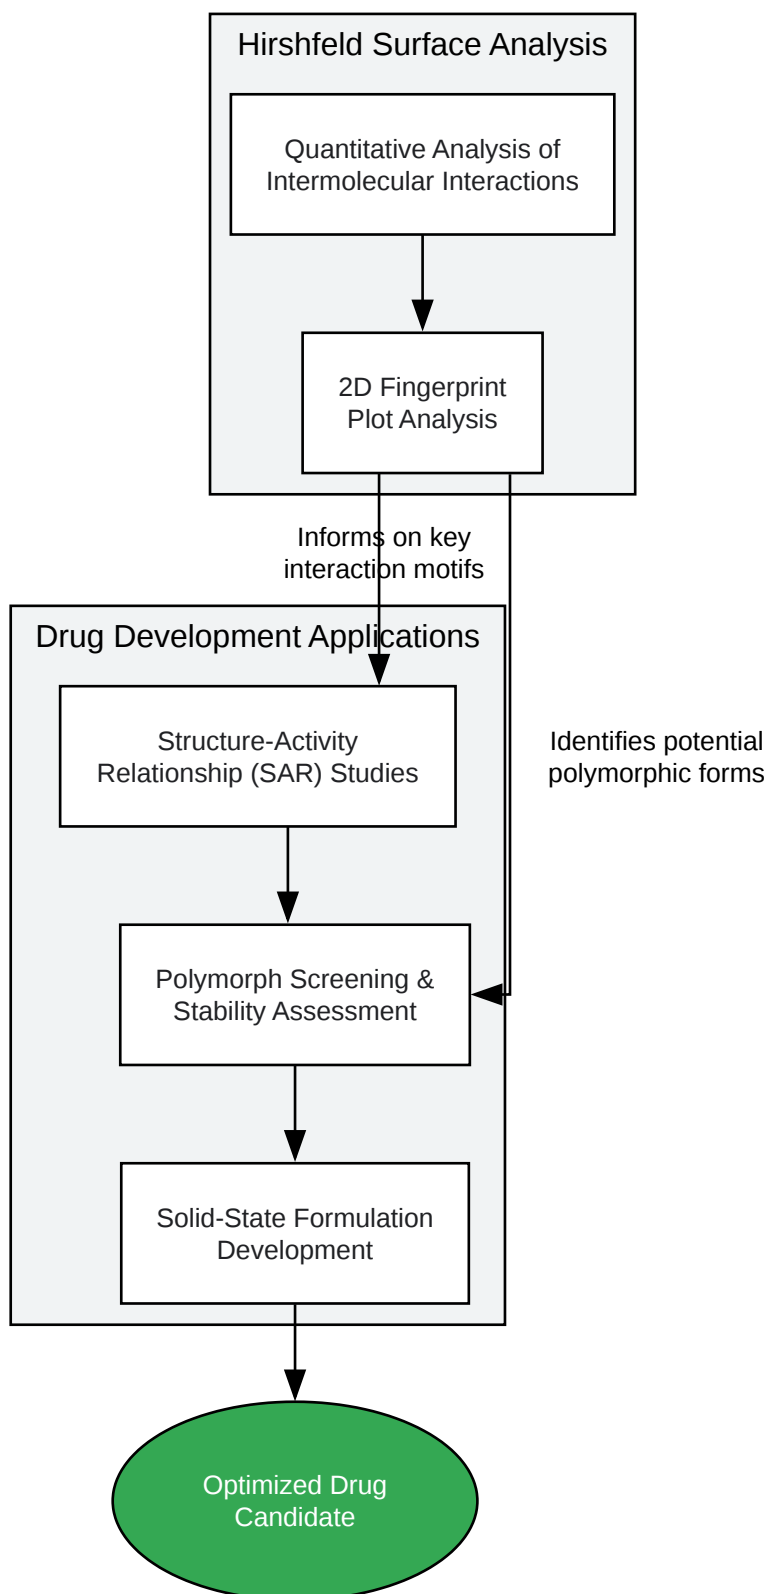 Hirshfeld Surface Analysis
Quantitative Analysis of
Intermolecular Interactions
2D Fingerprint
Plot Analysis
Informs on key
interaction motifs
Drug Development Applications
Structure-Activity
Relationship (SAR) Studies
Identifies potential
polymorphic forms
Polymorph Screening &
Stability Assessment
Solid-State Formulation
Development
Optimized Drug
Candidate